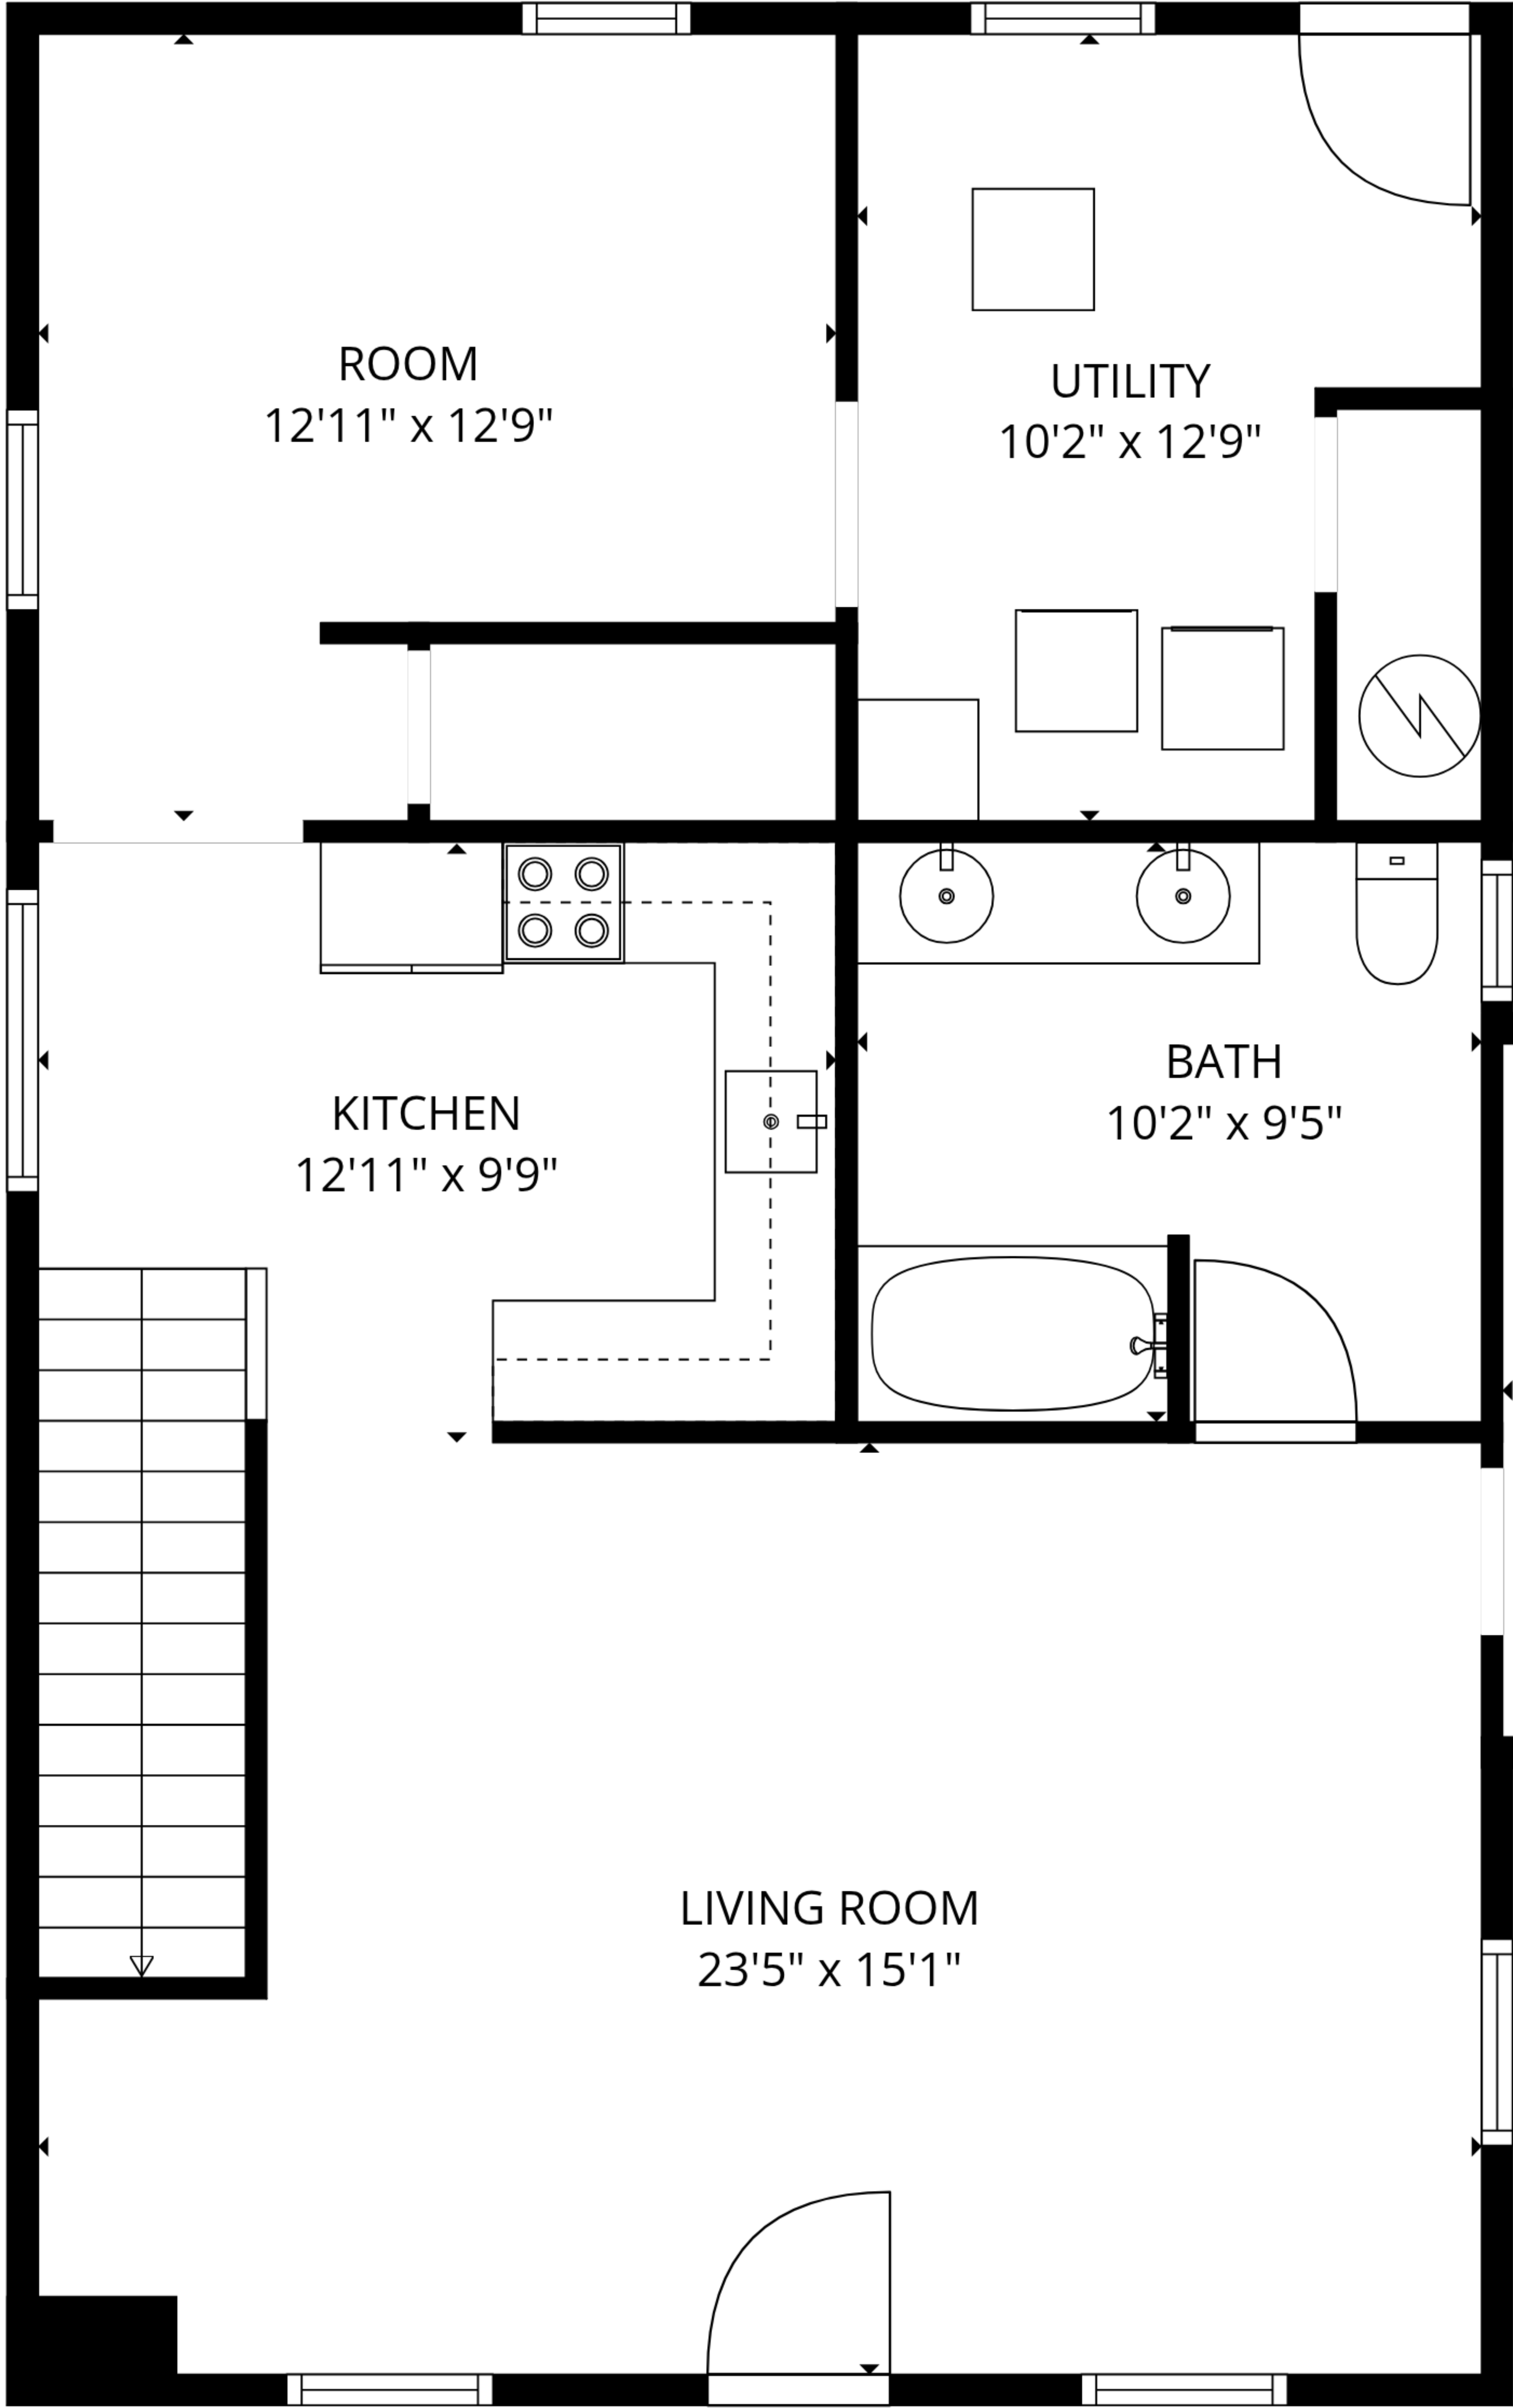 ROOM
12'11" x 12'9"
UTILITY
10'2" x 12'9"
KITCHEN
12'11" x 9'9"
BATH
10'2" x 9'5"
LIVING ROOM
23'5" x 15'1"